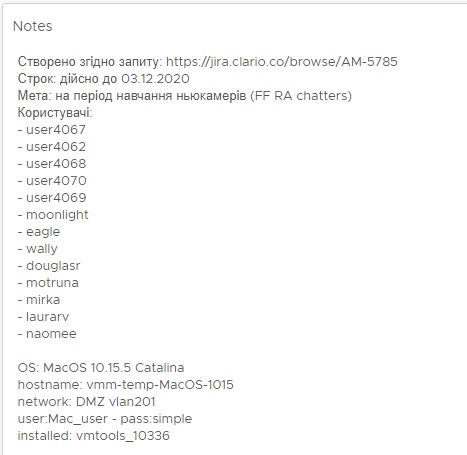 Notes
Створено згідно запиту: https://jira.clario.co/browse/AM-5785
Строк: дійсно до 03.12.2020
Мета: на період навчання ньюкамерів (FF RA chatters)
Користувачі:
- user4067
- user4062
- user4068
- user4070
- user4069
- moonlight
- eagle
- wally
- douglasr
- motruna
- mirka
- laurarv
- naomee
OS: MacOS 10.15.5 Catalina
hostname: vmm-temp-MacOS-1015
network: DMZ vlan201
user:Mac_user - pass:simple
installed: vmtools_10336